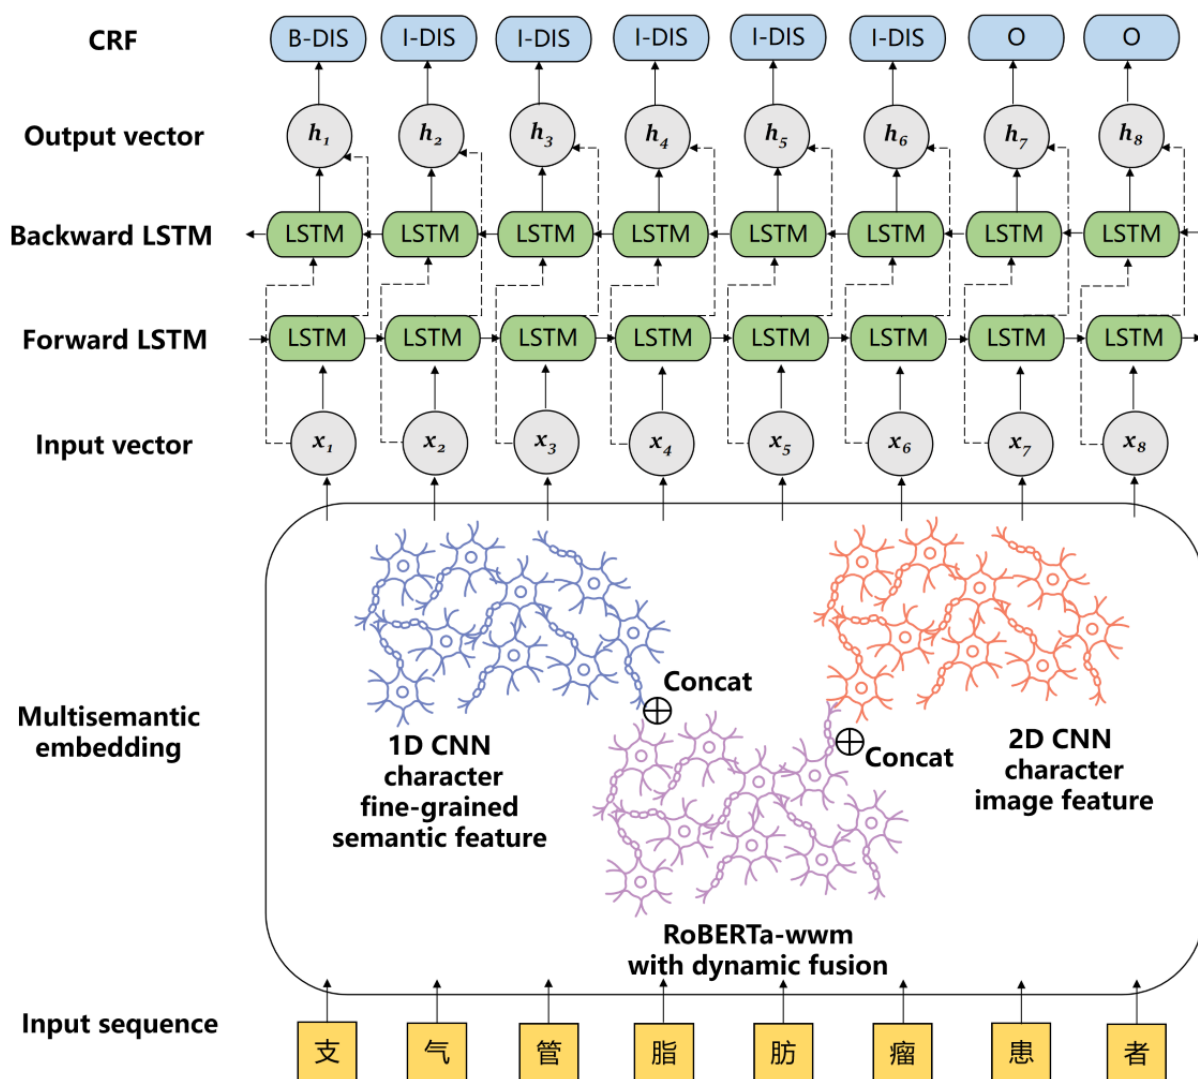 CRF B-DIS I-DIS I-DIS I-DIS I-DIS I-DIS O O
Output vector h₁ h₂ h₃ h₄ h₅ h₆ h₇ h₈
Backward LSTM LSTM LSTM LSTM LSTM LSTM LSTM LSTM LSTM
Forward LSTM LSTM LSTM LSTM LSTM LSTM LSTM LSTM LSTM
Input vector x₁ x₂ x₃ x₄ x₅ x₆ x₇ x₈
Multisemantic
embedding
1D CNN
character
fine-grained
semantic feature
Concat
Concat
2D CNN
character
image feature
RoBERTa-wwm
with dynamic fusion
Input sequence 支 气 管 脂 肪 瘤 患 者